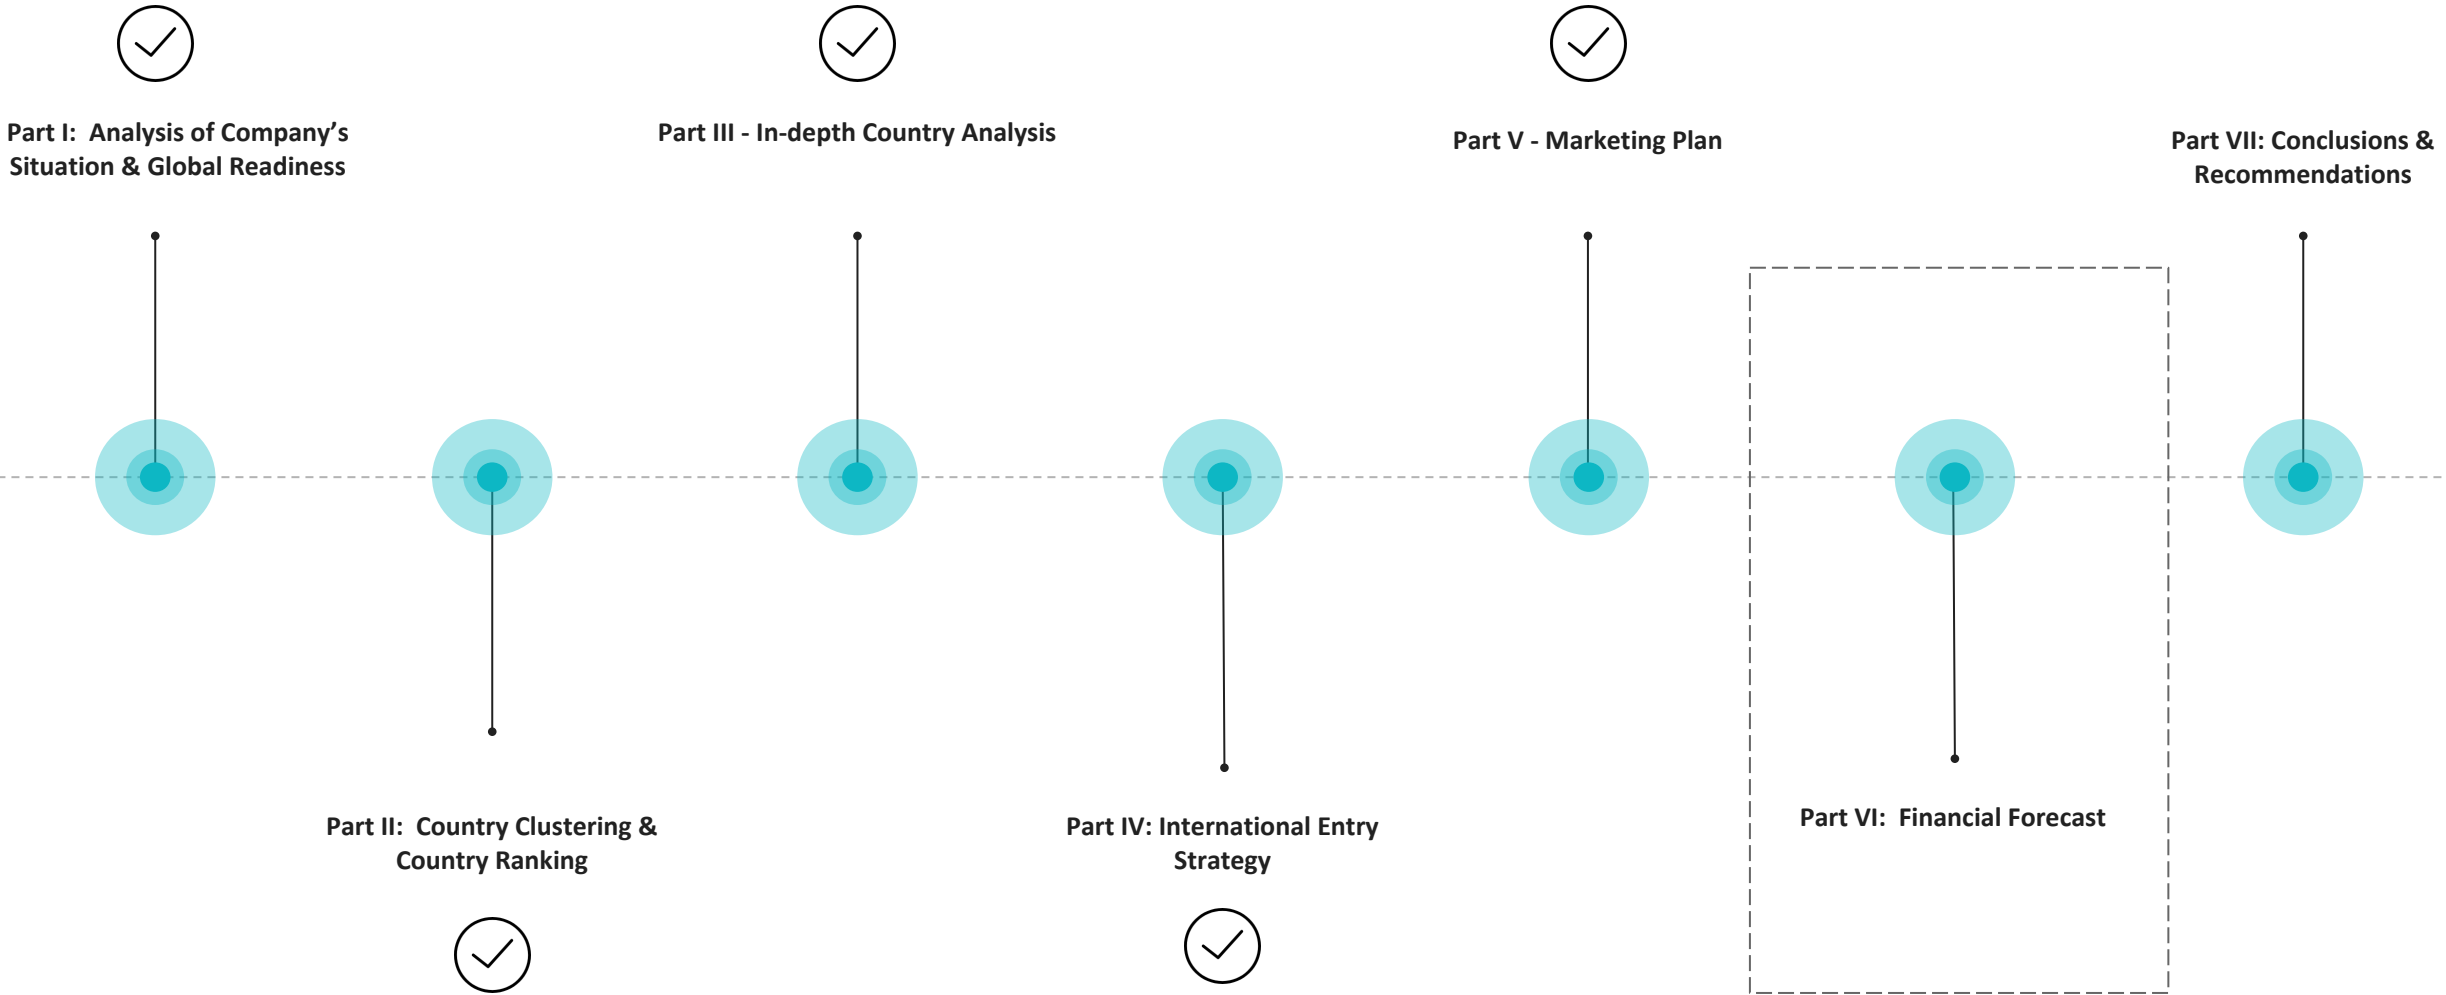 Part I:  Analysis of Company’s
Situation & Global Readiness
Part II:  Country Clustering &
Country Ranking
Part III - In-depth Country Analysis
Part IV: International Entry
Strategy
Part V - Marketing Plan
Part VI:  Financial Forecast
Part VII: Conclusions &
Recommendations